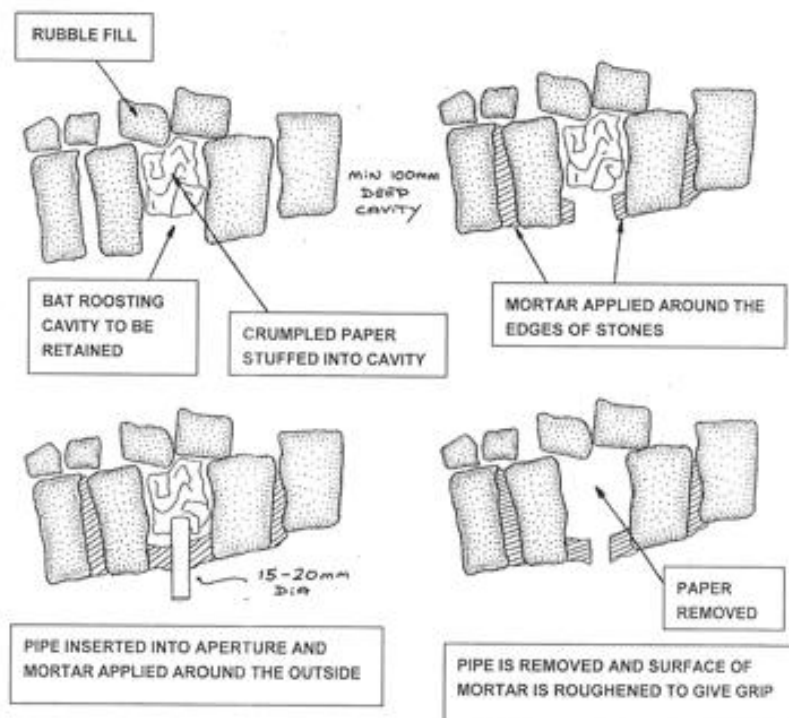 RUBBLE FILL
MIN 100mm
DEEP
CAVITY
BAT ROOSTING
CAVITY TO BE
RETAINED
CRUMPLED PAPER
STUFFED INTO CAVITY
MORTAR APPLIED AROUND THE
EDGES OF STONES
15-20mm
DIA
PIPE INSERTED INTO APERTURE AND
MORTAR APPLIED AROUND THE OUTSIDE
PAPER
REMOVED
PIPE IS REMOVED AND SURFACE OF
MORTAR IS ROUGHENED TO GIVE GRIP